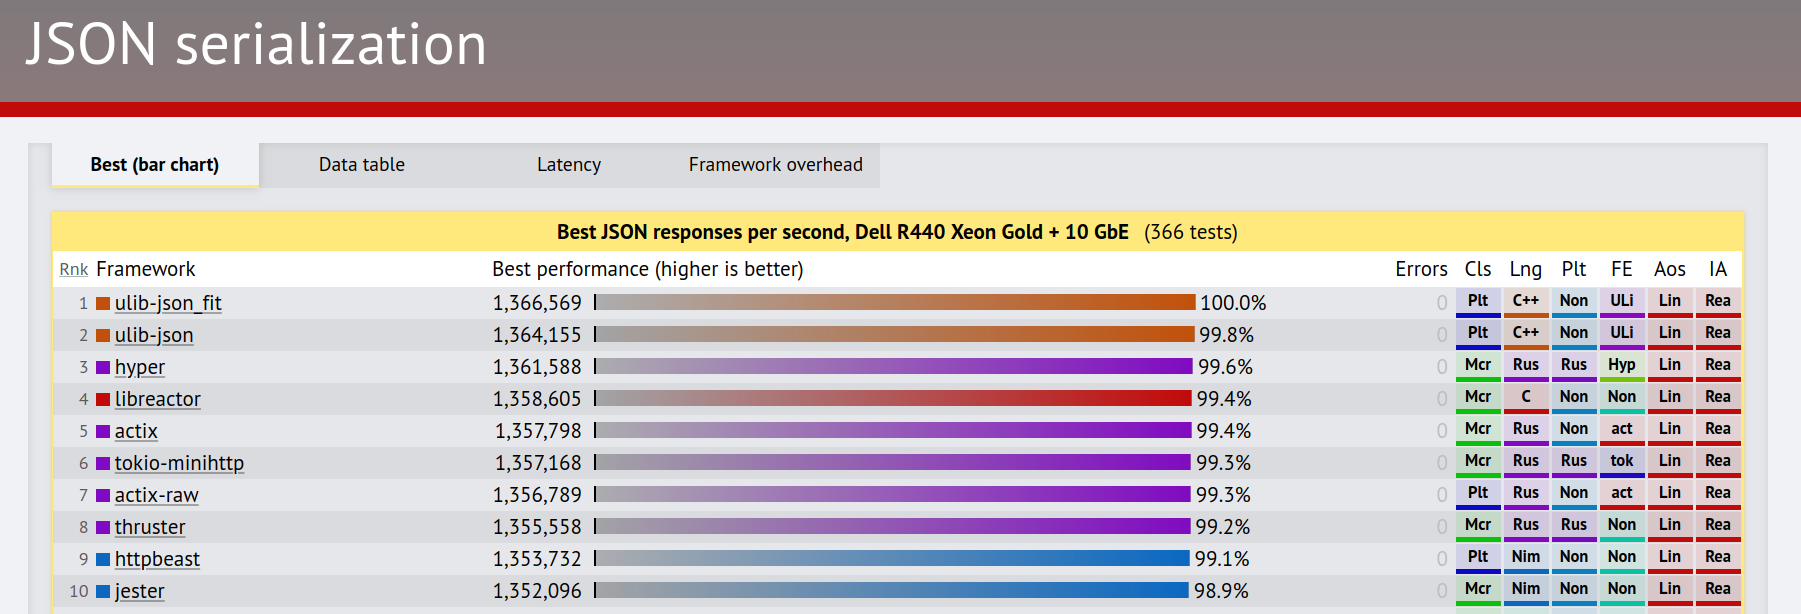 JSON serialization
Best (bar chart) Data table Latency Framework overhead
Best JSON responses per second, Dell R440 Xeon Gold + 10 GbE (366 tests)
Rnk Framework Best performance (higher is better) Errors Cls Lng Plt FE Aos IA
1 ulib-json_fit 1,366,569 100.0% 0 Plt C++ Non ULi Lin Rea
2 ulib-json 1,364,155 99.8% 0 Plt C++ Non ULi Lin Rea
3 hyper 1,361,588 99.6% 0 Mcr Rus Rus Hyp Lin Rea
4 libreactor 1,358,605 99.4% 0 Mcr C Non Non Lin Rea
5 actix 1,357,798 99.4% 0 Mcr Rus Non act Lin Rea
6 tokio-minihttp 1,357,168 99.3% 0 Mcr Rus Rus tok Lin Rea
7 actix-raw 1,356,789 99.3% 0 Plt Rus Non act Lin Rea
8 thruster 1,355,558 99.2% 0 Mcr Rus Rus Non Lin Rea
9 httpbeast 1,353,732 99.1% 0 Plt Nim Non Non Lin Rea
10 jester 1,352,096 98.9% 0 Mcr Nim Non Non Lin Rea